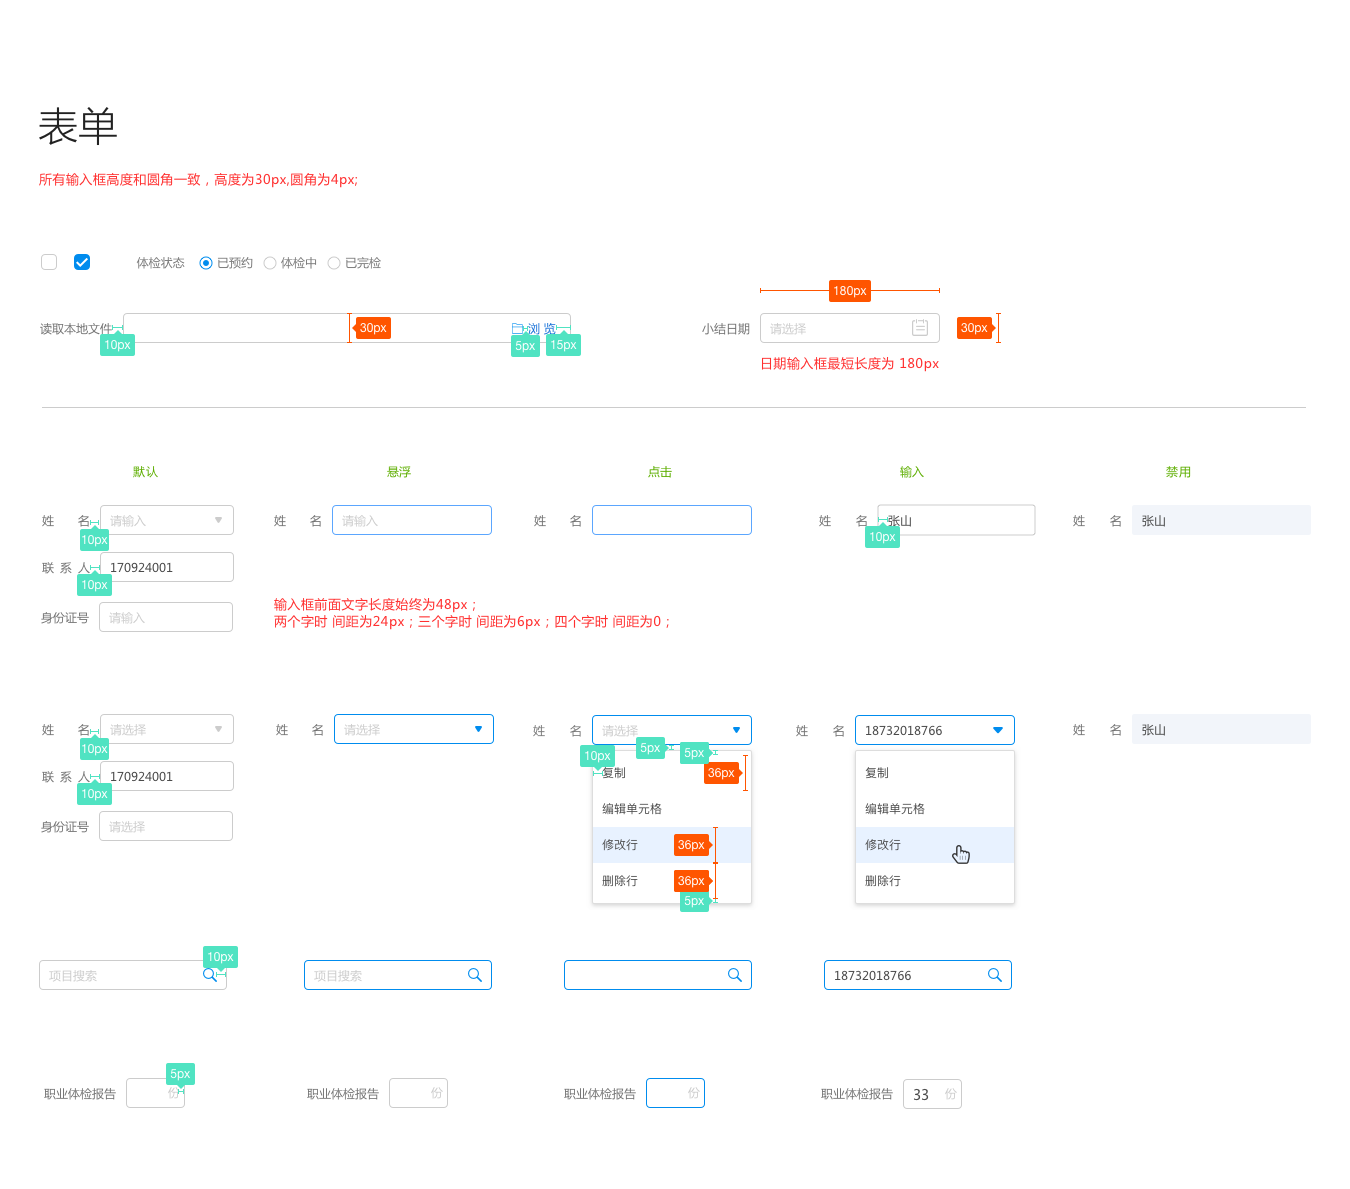 表单
所有输入框高度和圆角一致，高度为30px,圆角为4px;
体检状态 已预约 体检中 已完检
180px
读取本地文件 30px 浏 览 小结日期 请选择 30px
10px 5px 15px
日期输入框最短长度为 180px
默认 悬浮 点击 输入 禁用
姓 名 请输入 姓 名 请输入 姓 名 姓 名 张山 姓 名 张山
10px 10px
联 系 人 170924001
10px
身份证号 请输入
输入框前面文字长度始终为48px；
两个字时 间距为24px；三个字时 间距为6px；四个字时 间距为0；
姓 名 请选择 姓 名 请选择 姓 名 请选择 姓 名 18732018766 姓 名 张山
10px 10px 5px 5px
联 系 人 170924001 复制 36px 复制
10px
编辑单元格 编辑单元格
身份证号 请选择
修改行 36px 修改行
删除行 36px 删除行
5px
10px
项目搜索 项目搜索 18732018766
5px
职业体检报告 份 职业体检报告 份 职业体检报告 份 职业体检报告 33 份